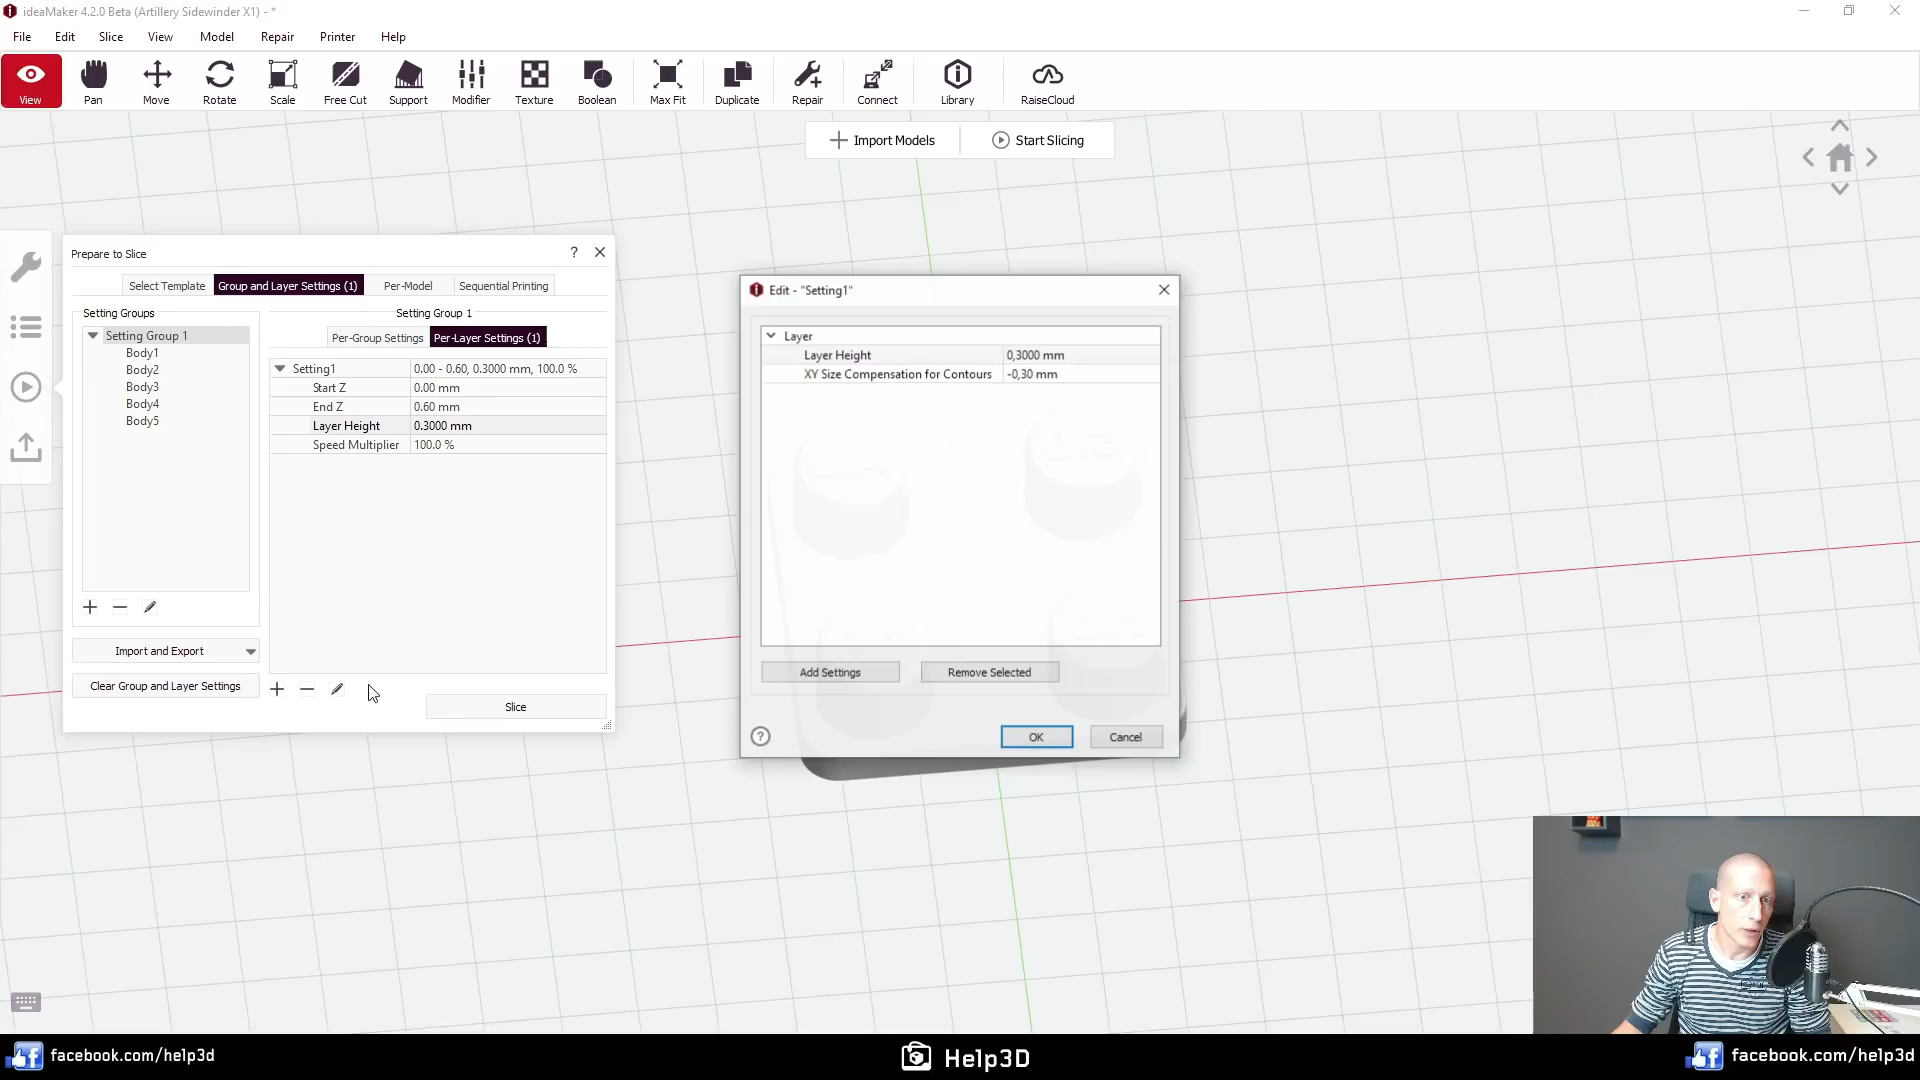 ideaMaker 4.2.0 Beta (Artillery Sidewinder X1) - *
File Edit Slice View Model Repair Printer Help
View Pan Move Rotate Scale Free Cut Support Modifier Texture Boolean Max Fit Duplicate Repair Connect Library RaiseCloud
Import Models Start Slicing
Prepare to Slice ?
Select Template Group and Layer Settings (1) Per-Model Sequential Printing
Setting Groups
Setting Group 1
Body1
Body2
Body3
Body4
Body5
Import and Export
Clear Group and Layer Settings
Setting Group 1
Per-Group Settings Per-Layer Settings (1)
Setting1 0.00 - 0.60, 0.3000 mm, 100.0 %
Start Z 0.00 mm
End Z 0.60 mm
Layer Height 0.3000 mm
Speed Multiplier 100.0 %
Slice
Edit - "Setting1"
Layer
Layer Height 0,3000 mm
XY Size Compensation for Contours -0,30 mm
Add Settings Remove Selected
? OK Cancel
facebook.com/help3d Help3D facebook.com/help3d